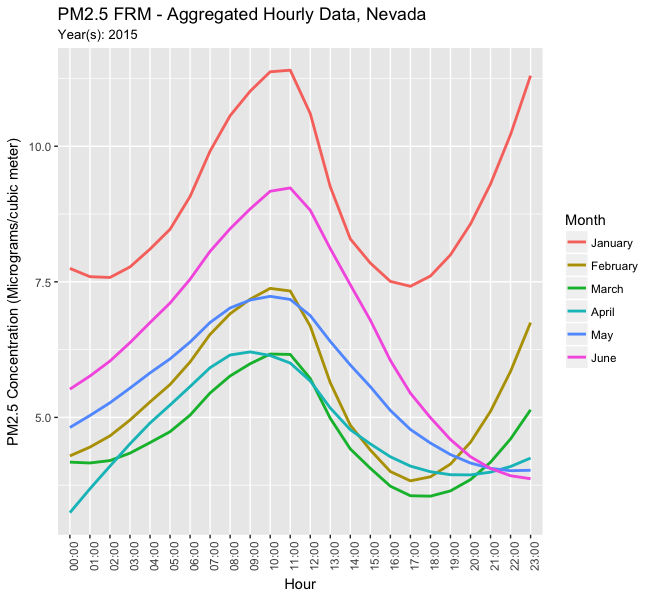 PM2.5 FRM - Aggregated Hourly Data, Nevada
Year(s): 2015
PM2.5 Concentration (Micrograms/cubic meter)
10.0
7.5
5.0
00:00
01:00
02:00
03:00
04:00
05:00
06:00
07:00
08:00
09:00
10:00
11:00
12:00
13:00
14:00
15:00
16:00
17:00
18:00
19:00
20:00
21:00
22:00
23:00
Hour
Month
January
February
March
April
May
June